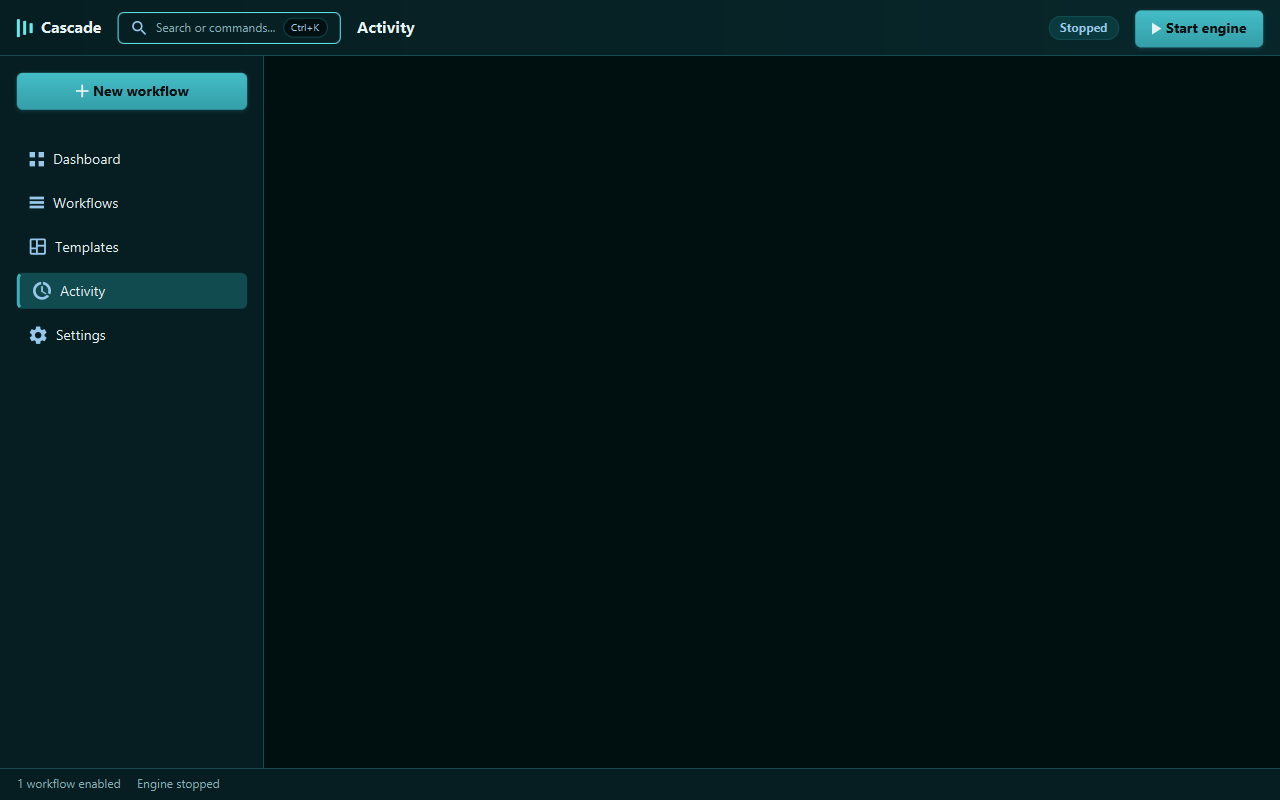 Cascade
Search or commands...
Ctrl+K
Activity
Stopped
Start engine
New workflow
Dashboard
Workflows
Templates
Activity
Settings
1 workflow enabled
Engine stopped